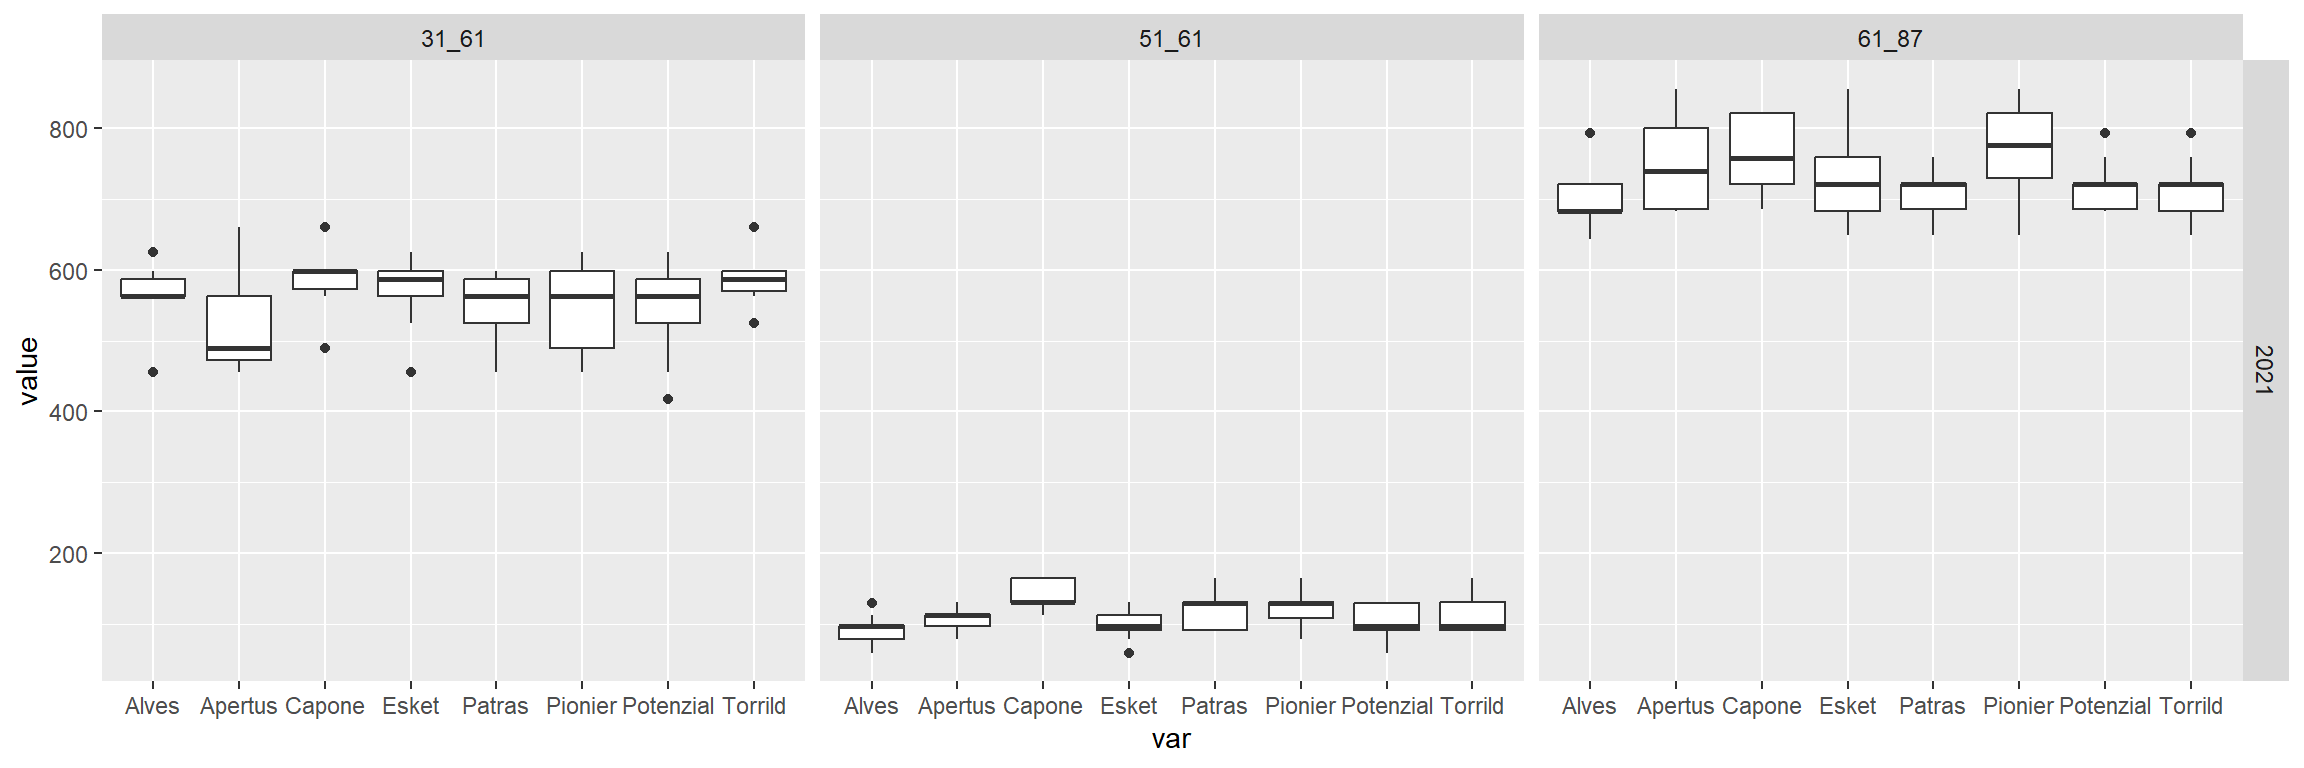 31_61 51_61 61_87
800
600
400
200
value
2021
Alves Apertus Capone Esket Patras Pionier Potenzial Torrild Alves Apertus Capone Esket Patras Pionier Potenzial Torrild Alves Apertus Capone Esket Patras Pionier Potenzial Torrild
var